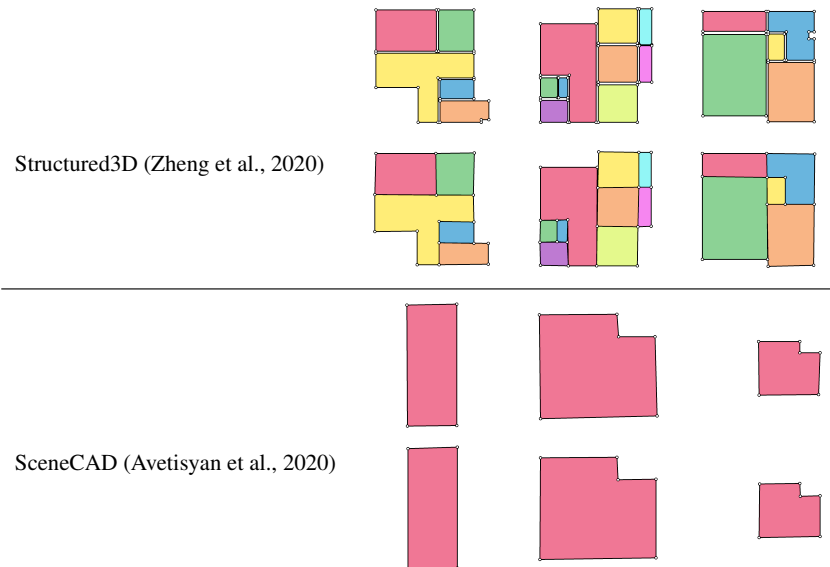 Structured3D (Zheng et al., 2020)
SceneCAD (Avetisyan et al., 2020)